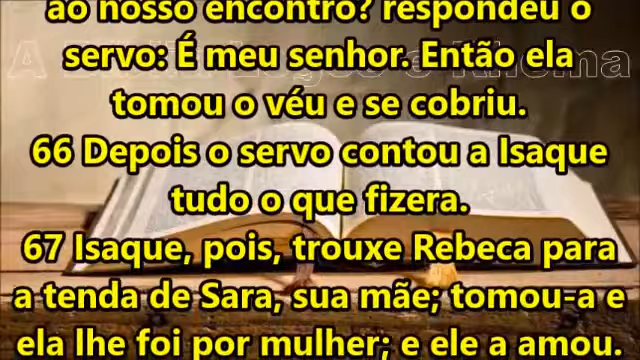 ao nosso encontro? respondeu o
servo: É meu senhor. Então ela
tomou o véu e se cobriu.
66 Depois o servo contou a Isaque
tudo o que fizera.
67 Isaque, pois, trouxe Rebeca para
a tenda de Sara, sua mãe; tomou-a e
ela lhe foi por mulher; e ele a amou.